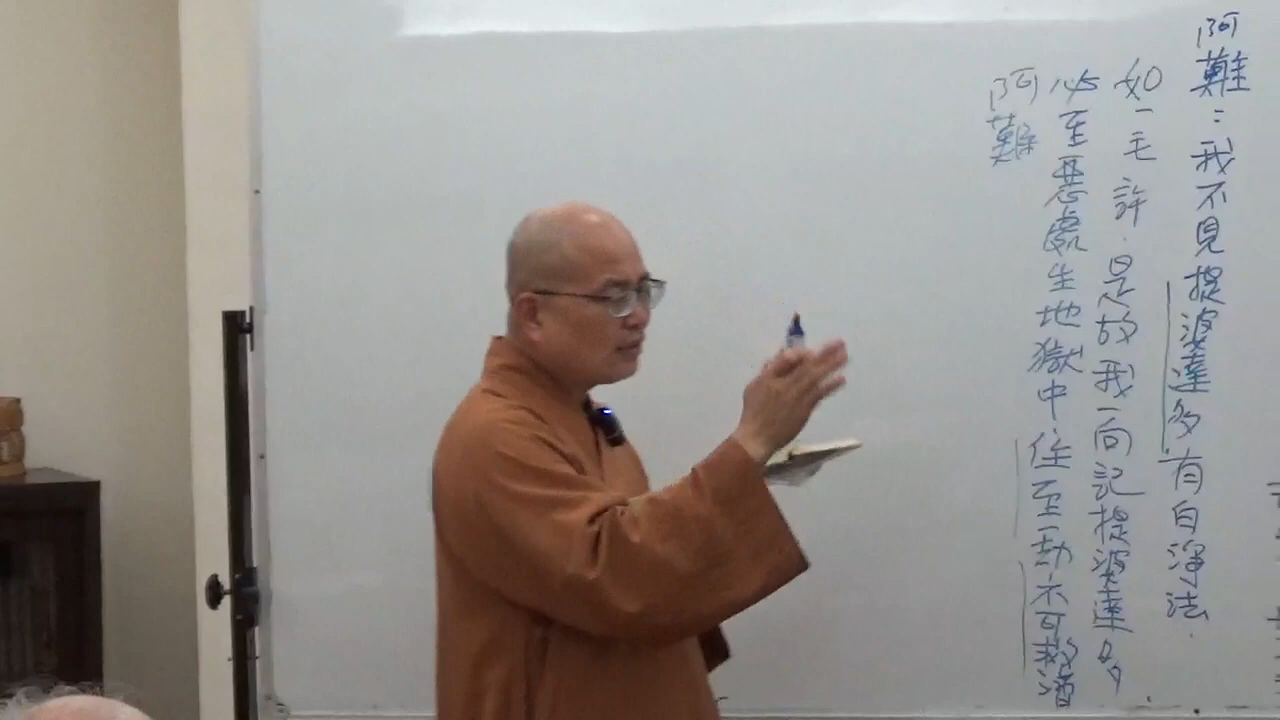 阿難：我不見提婆達多有白淨法.
如一毛許.是故我一向記提婆達多
必至惡處生地獄中住至一劫不可救濟
阿難